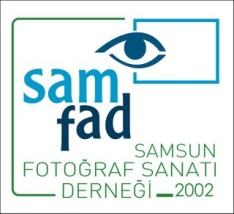 sam
fad
SAMSUN
FOTOĞRAF SANATI
DERNEĞİ 2002